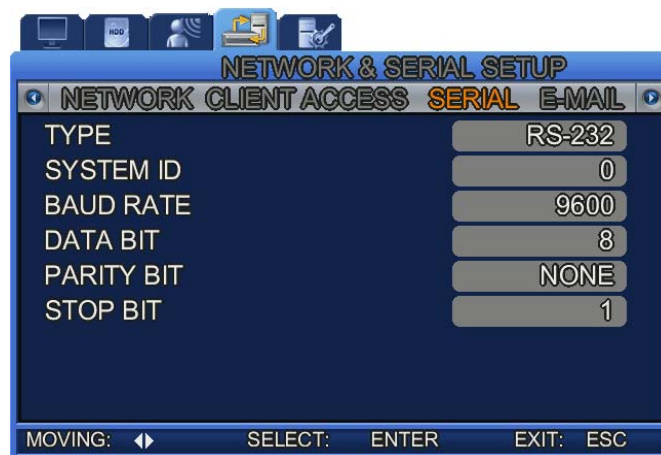 HDD
NETWORK & SERIAL SETUP
NETWORK CLIENT ACCESS SERIAL E-MAIL
TYPE RS-232
SYSTEM ID 0
BAUD RATE 9600
DATA BIT 8
PARITY BIT NONE
STOP BIT 1
MOVING: SELECT: ENTER EXIT: ESC